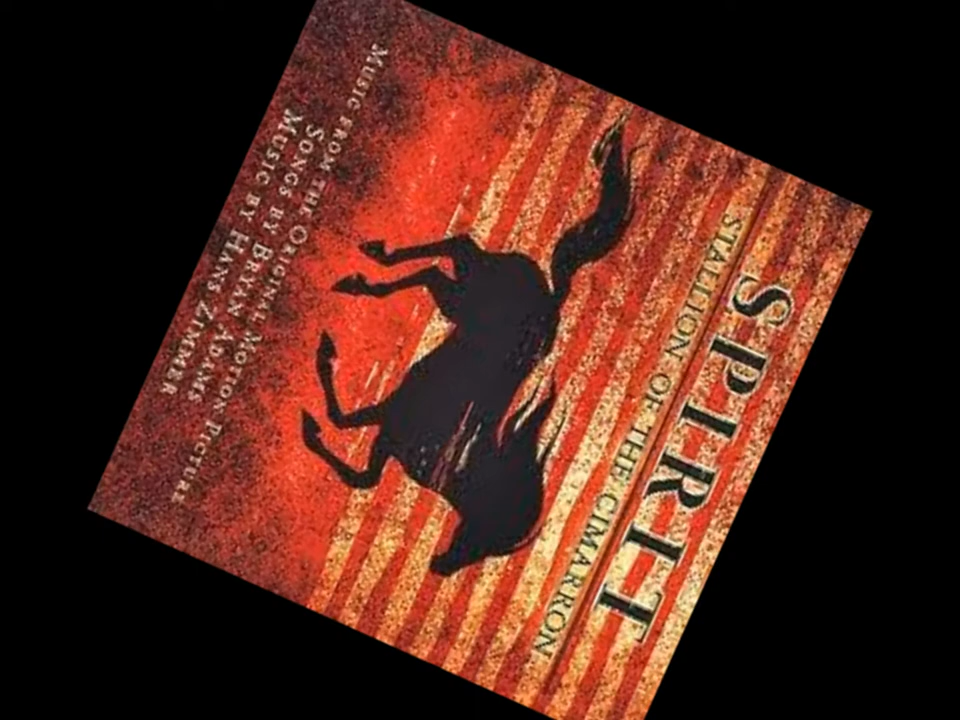 SPIRIT
STALLION OF THE CIMARRON
MUSIC FROM THE ORIGINAL MOTION PICTURE
SONGS BY BRYAN ADAMS
MUSIC BY HANS ZIMMER